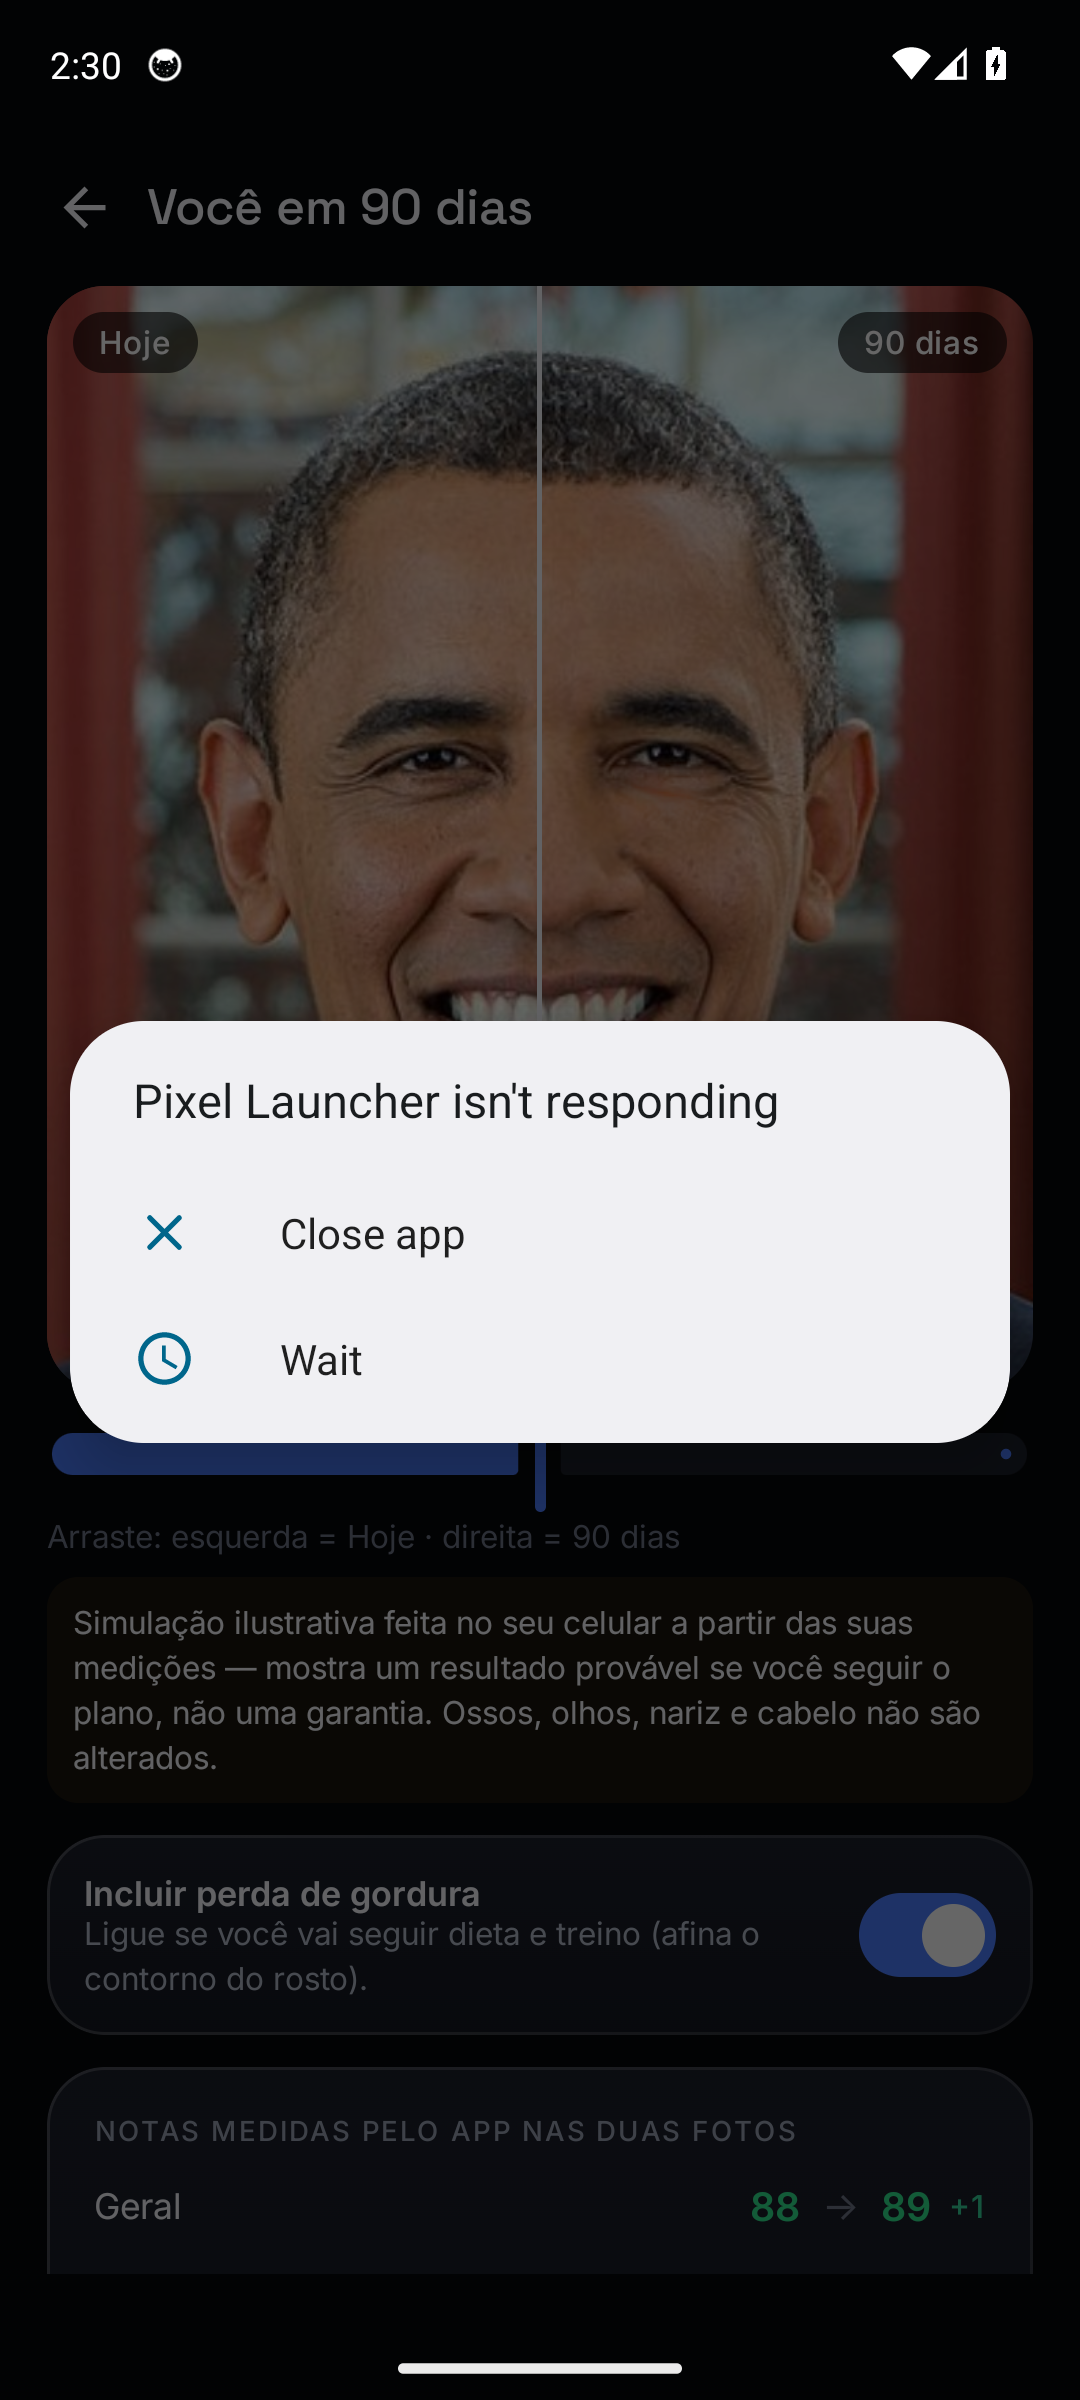 2:30
Você em 90 dias
Hoje
90 dias
Pixel Launcher isn't responding
Close app
Wait
Arraste: esquerda = Hoje · direita = 90 dias
Simulação ilustrativa feita no seu celular a partir das suas
medições — mostra um resultado provável se você seguir o
plano, não uma garantia. Ossos, olhos, nariz e cabelo não são
alterados.
Incluir perda de gordura
Ligue se você vai seguir dieta e treino (afina o
contorno do rosto).
NOTAS MEDIDAS PELO APP NAS DUAS FOTOS
Geral 88 → 89 +1